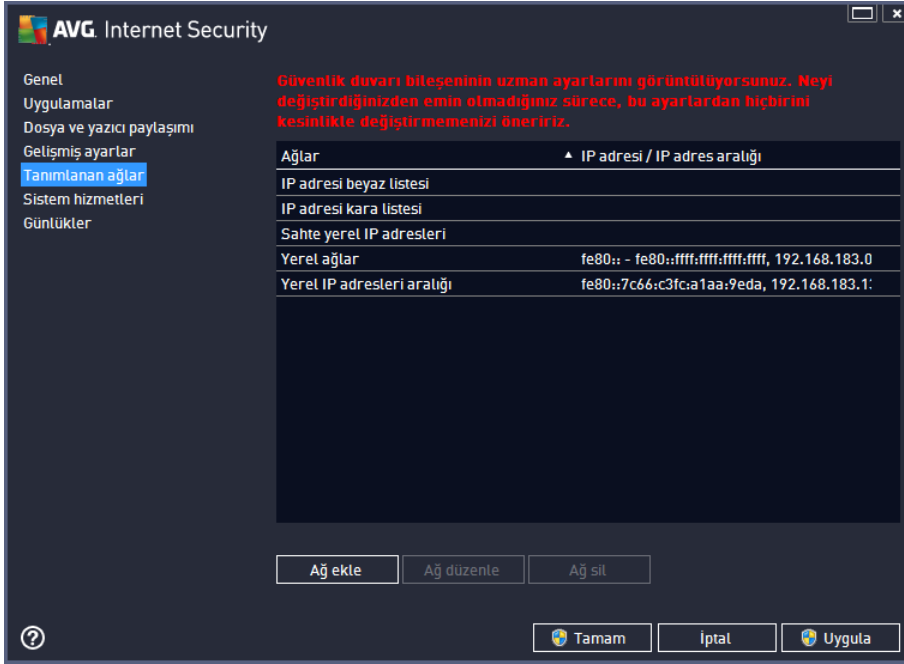 AVG. Internet Security
Genel
Uygulamalar
Dosya ve yazıcı paylaşımı
Gelişmiş ayarlar
Tanımlanan ağlar
Sistem hizmetleri
Günlükler
Güvenlik duvarı bileşeninin uzman ayarlarını görüntülüyorsunuz. Neyi
değiştirdiğinizden emin olmadığınız sürece, bu ayarlardan hiçbirini
kesinlikle değiştirmemenizi öneririz.
Ağlar ▲ IP adresi / IP adres aralığı
IP adresi beyaz listesi
IP adresi kara listesi
Sahte yerel IP adresleri
Yerel ağlar fe80:: - fe80::ffff:ffff:ffff:ffff, 192.168.183.0
Yerel IP adresleri aralığı fe80::7c66:c3fc:a1aa:9eda, 192.168.183.1
Ağ ekle Ağ düzenle Ağ sil
? Tamam İptal Uygula